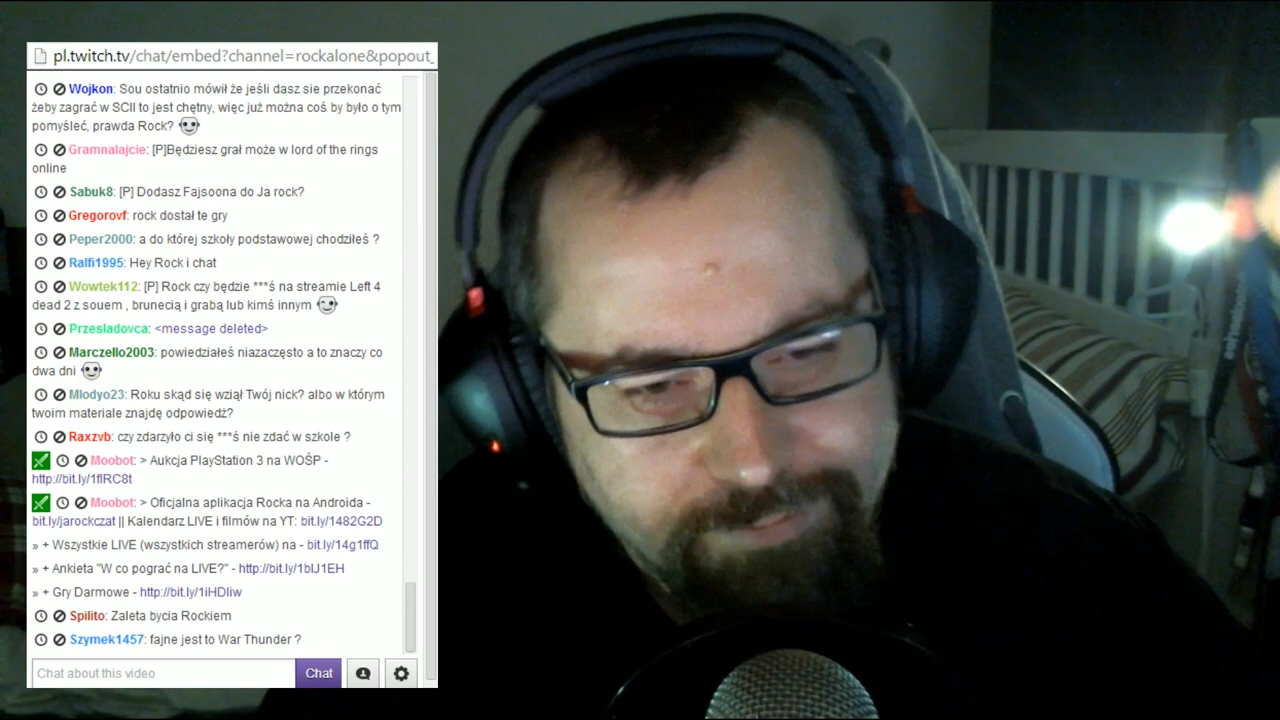 pl.twitch.tv/chat/embed?channel=rockalone&popout_
Wojkon: Sou ostatnio mówił że jeśli dasz sie przekonać
żeby zagrać w SCII to jest chętny, więc już można coś by było o tym
pomyśleć, prawda Rock?
Gramnalajcie: [P]Będziesz grał może w lord of the rings
online
Sabuk8: [P] Dodasz Fajsoona do Ja rock?
Gregorovf: rock dostał te gry
Peper2000: a do której szkoły podstawowej chodziłeś ?
Ralfi1995: Hey Rock i chat
Wowtek112: [P] Rock czy będzie ***ś na streamie Left 4
dead 2 z souem , brunecią i grabą lub kimś innym
Przesladovca: <message deleted>
Marczello2003: powiedziałeś niazaczęsto a to znaczy co
dwa dni
Mlodyo23: Roku skąd się wziął Twój nick? albo w którym
twoim materiale znajdę odpowiedź?
Raxzvb: czy zdarzyło ci się ***ś nie zdać w szkole ?
Moobot: > Aukcja PlayStation 3 na WOŚP -
http://bit.ly/1flRC8t
Moobot: > Oficjalna aplikacja Rocka na Androida -
bit.ly/jarockczat || Kalendarz LIVE i filmów na YT: bit.ly/1482G2D
» + Wszystkie LIVE (wszystkich streamerów) na - bit.ly/14g1ffQ
» + Ankieta "W co pograć na LIVE?" - http://bit.ly/1bIJ1EH
» + Gry Darmowe - http://bit.ly/1iHDIiw
Spilito: Zaleta bycia Rockiem
Szymek1457: fajne jest to War Thunder ?
Chat about this video
Chat